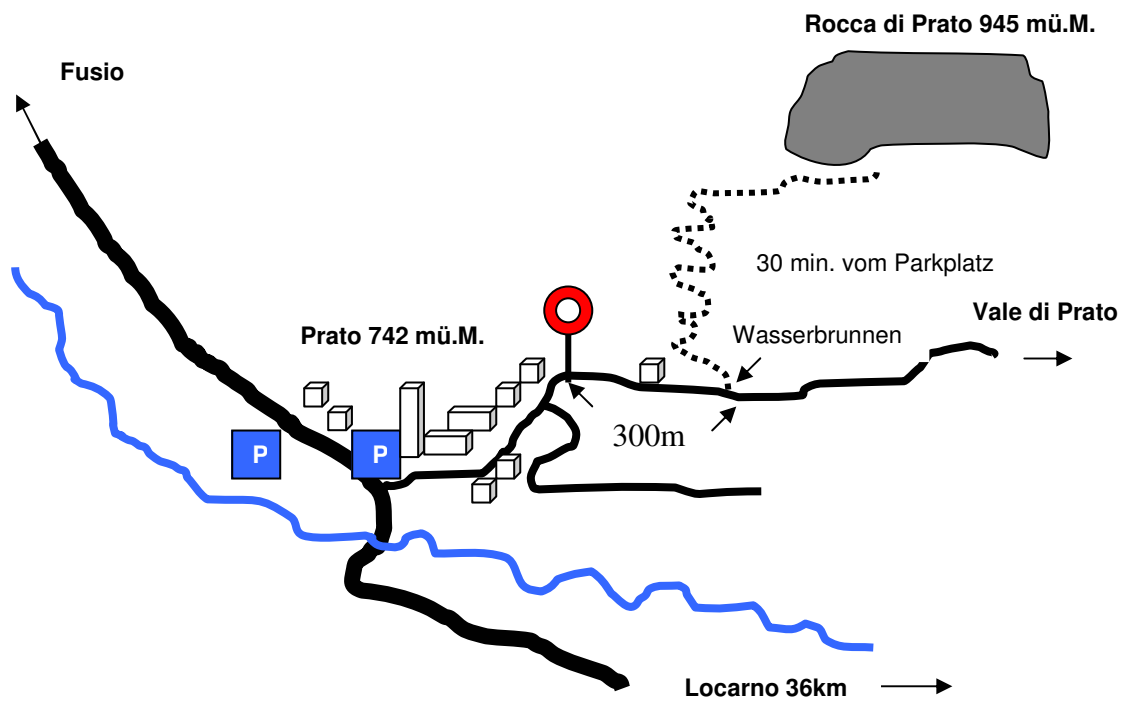 Rocca di Prato 945 mü.M.
Fusio
30 min. vom Parkplatz
Vale di Prato
Prato 742 mü.M.
Wasserbrunnen
300m
P
P
Locarno 36km